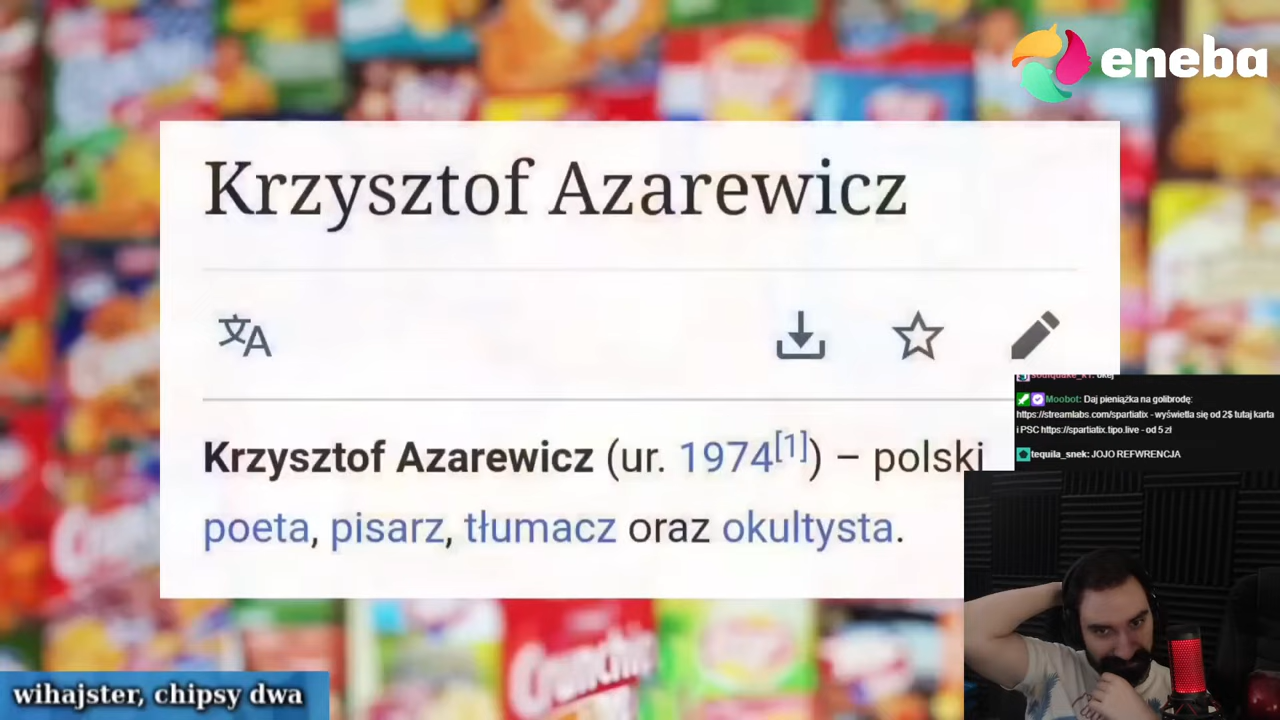 eneba
Krzysztof Azarewicz
Krzysztof Azarewicz (ur. 1974[1]) – polski
poeta, pisarz, tłumacz oraz okultysta.
Moobot: Daj pieniążka na golibrodę:
https://streamlabs.com/spartiatix - wyświetla się od 2$ tutaj karta
i PSC https://spartiatix.tipo.live - od 5 zł
tequila_snek: JOJO REFWRENCJA
Crunchips
wihajster, chipsy dwa